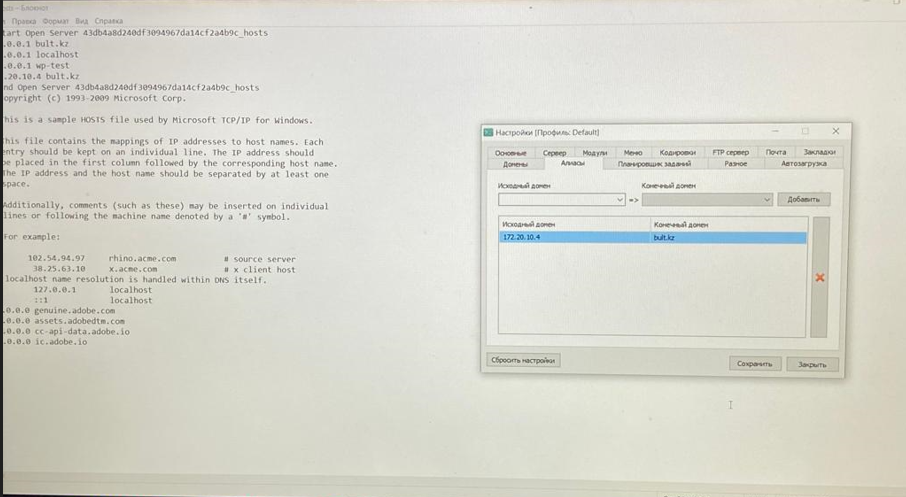 Блокнот
Правка Формат Вид Справка
tart Open Server 43db4a8d240df3094967da14cf2a4b9c_hosts
.0.0.1 bult.kz
.0.0.1 localhost
.0.0.1 wp-test
.20.10.4 bult.kz
nd Open Server 43db4a8d240df3094967da14cf2a4b9c_hosts
opyright (c) 1993-2009 Microsoft Corp.
his is a sample HOSTS file used by Microsoft TCP/IP for Windows.
his file contains the mappings of IP addresses to host names. Each
entry should be kept on an individual line. The IP address should
be placed in the first column followed by the corresponding host name.
The IP address and the host name should be separated by at least one
space.
Additionally, comments (such as these) may be inserted on individual
lines or following the machine name denoted by a '#' symbol.
For example:
102.54.94.97 rhino.acme.com # source server
38.25.63.10 x.acme.com # x client host
localhost name resolution is handled within DNS itself.
127.0.0.1 localhost
::1 localhost
.0.0.0 genuine.adobe.com
.0.0.0 assets.adobedtm.com
.0.0.0 cc-api-data.adobe.io
.0.0.0 ic.adobe.io
Настройки [Профиль: Default]
Основные Сервер Модули Меню Кодировки FTP сервер Почта Закладки
Домены Алиасы Планировщик заданий Разное Автозагрузка
Исходный домен Конечный домен
=> Добавить
Исходный домен Конечный домен
172.20.10.4 bult.kz
Сбросить настройки Сохранить Закрыть